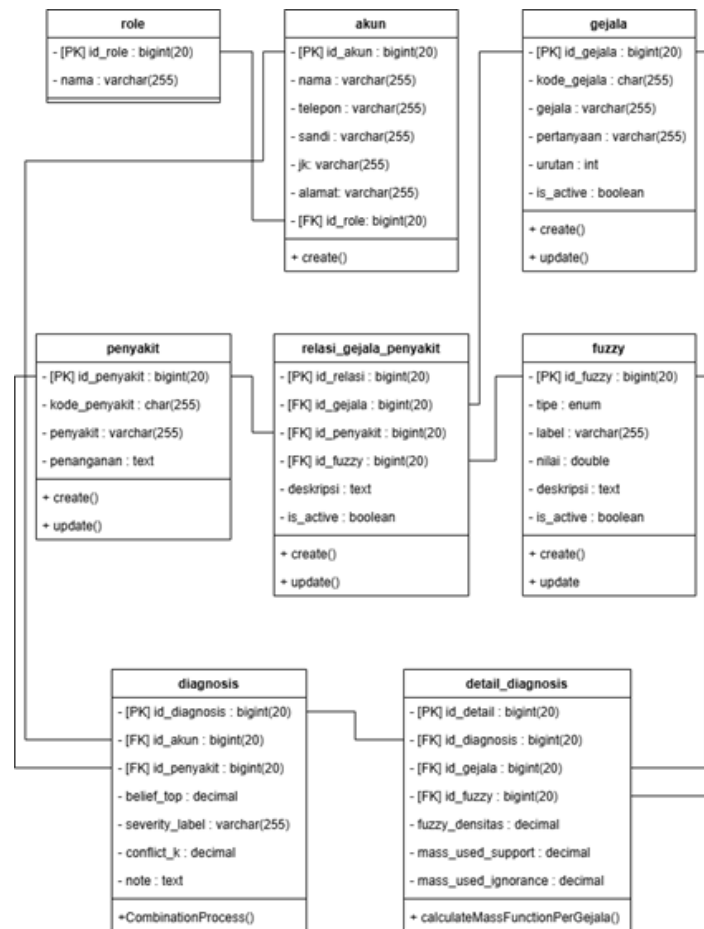 role
- [PK] id_role : bigint(20)
- nama : varchar(255)
akun
- [PK] id_akun : bigint(20)
- nama : varchar(255)
- telepon : varchar(255)
- sandi : varchar(255)
- jk: varchar(255)
- alamat: varchar(255)
- [FK] id_role: bigint(20)
+ create()
gejala
- [PK] id_gejala : bigint(20)
- kode_gejala : char(255)
- gejala : varchar(255)
- pertanyaan : varchar(255)
- urutan : int
- is_active : boolean
+ create()
+ update()
penyakit
- [PK] id_penyakit : bigint(20)
- kode_penyakit : char(255)
- penyakit : varchar(255)
- penanganan : text
+ create()
+ update()
relasi_gejala_penyakit
- [PK] id_relasi : bigint(20)
- [FK] id_gejala : bigint(20)
- [FK] id_penyakit : bigint(20)
- [FK] id_fuzzy : bigint(20)
- deskripsi : text
- is_active : boolean
+ create()
+ update()
fuzzy
- [PK] id_fuzzy : bigint(20)
- tipe : enum
- label : varchar(255)
- nilai : double
- deskripsi : text
- is_active : boolean
+ create()
+ update
diagnosis
- [PK] id_diagnosis : bigint(20)
- [FK] id_akun : bigint(20)
- [FK] id_penyakit : bigint(20)
- belief_top : decimal
- severity_label : varchar(255)
- conflict_k : decimal
- note : text
+CombinationProcess()
detail_diagnosis
- [PK] id_detail : bigint(20)
- [FK] id_diagnosis : bigint(20)
- [FK] id_gejala : bigint(20)
- [FK] id_fuzzy : bigint(20)
- fuzzy_densitas : decimal
- mass_used_support : decimal
- mass_used_ignorance : decimal
+ calculateMassFunctionPerGejala()